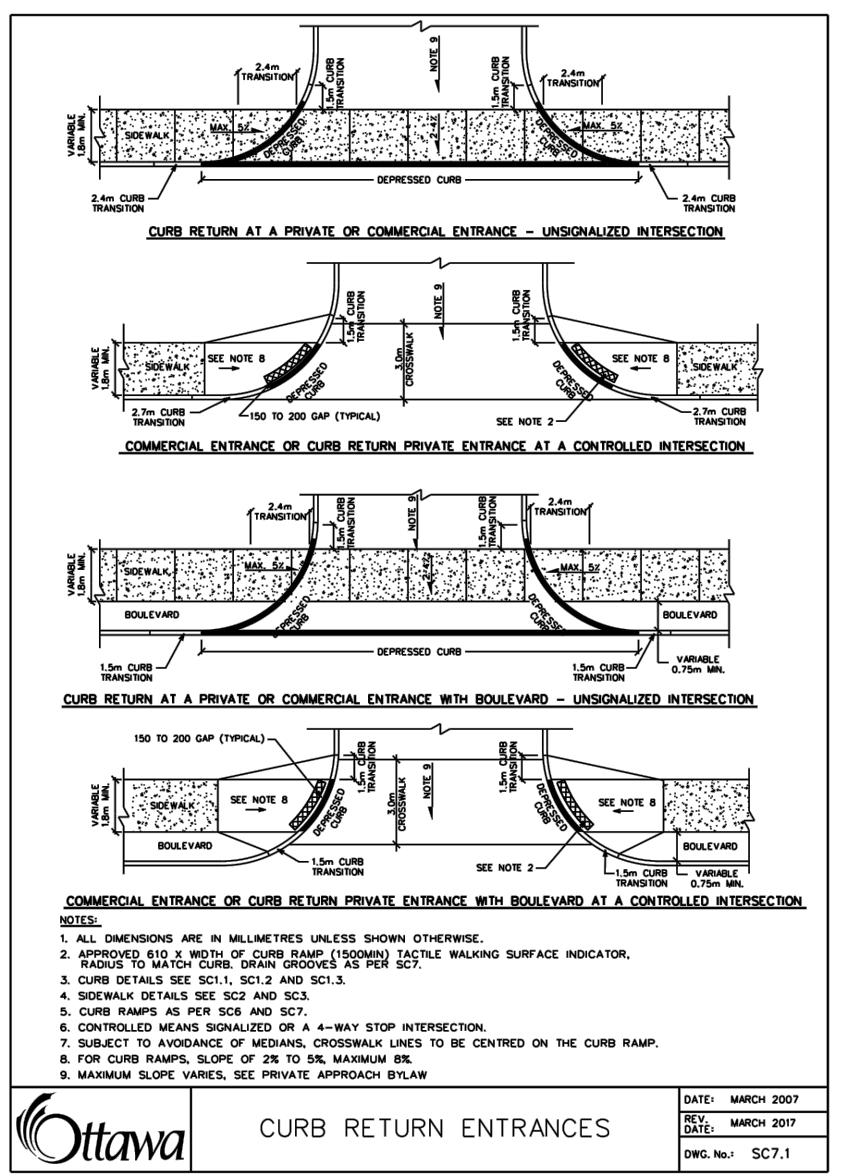 2.4m
TRANSITION
1.5m CURB
TRANSITION
NOTE 9
1.5m CURB
TRANSITION
2.4m
TRANSITION
VARIABLE
1.8m MIN.
SIDEWALK
MAX. 5%
DEPRESSED
CURB
2-4%
DEPRESSED
CURB
MAX. 5%
DEPRESSED CURB
2.4m CURB
TRANSITION
2.4m CURB
TRANSITION
CURB RETURN AT A PRIVATE OR COMMERCIAL ENTRANCE - UNSIGNALIZED INTERSECTION
1.5m CURB
TRANSITION
NOTE 9
1.5m CURB
TRANSITION
VARIABLE
1.8m MIN.
SIDEWALK
SEE NOTE 8
DEPRESSED
CURB
3.0m
CROSSWALK
DEPRESSED
CURB
SEE NOTE 8
SIDEWALK
2.7m CURB
TRANSITION
150 TO 200 GAP (TYPICAL)
SEE NOTE 2
2.7m CURB
TRANSITION
COMMERCIAL ENTRANCE OR CURB RETURN PRIVATE ENTRANCE AT A CONTROLLED INTERSECTION
2.4m
TRANSITION
1.5m CURB
TRANSITION
NOTE 9
1.5m CURB
TRANSITION
2.4m
TRANSITION
VARIABLE
1.8m MIN.
SIDEWALK
MAX. 5%
2-4%
MAX. 5%
BOULEVARD
DEPRESSED
CURB
DEPRESSED
CURB
BOULEVARD
DEPRESSED CURB
1.5m CURB
TRANSITION
1.5m CURB
TRANSITION
VARIABLE
0.75m MIN.
CURB RETURN AT A PRIVATE OR COMMERCIAL ENTRANCE WITH BOULEVARD - UNSIGNALIZED INTERSECTION
150 TO 200 GAP (TYPICAL)
1.5m CURB
TRANSITION
NOTE 9
1.5m CURB
TRANSITION
VARIABLE
1.8m MIN.
SIDEWALK
SEE NOTE 8
DEPRESSED
CURB
3.0m
CROSSWALK
DEPRESSED
CURB
SEE NOTE 8
SIDEWALK
BOULEVARD
BOULEVARD
1.5m CURB
TRANSITION
SEE NOTE 2
1.5m CURB
TRANSITION
VARIABLE
0.75m MIN.
COMMERCIAL ENTRANCE OR CURB RETURN PRIVATE ENTRANCE WITH BOULEVARD AT A CONTROLLED INTERSECTION
NOTES:
1. ALL DIMENSIONS ARE IN MILLIMETRES UNLESS SHOWN OTHERWISE.
2. APPROVED 610 X WIDTH OF CURB RAMP (1500MIN) TACTILE WALKING SURFACE INDICATOR,
RADIUS TO MATCH CURB. DRAIN GROOVES AS PER SC7.
3. CURB DETAILS SEE SC1.1, SC1.2 AND SC1.3.
4. SIDEWALK DETAILS SEE SC2 AND SC3.
5. CURB RAMPS AS PER SC6 AND SC7.
6. CONTROLLED MEANS SIGNALIZED OR A 4-WAY STOP INTERSECTION.
7. SUBJECT TO AVOIDANCE OF MEDIANS, CROSSWALK LINES TO BE CENTRED ON THE CURB RAMP.
8. FOR CURB RAMPS, SLOPE OF 2% TO 5%, MAXIMUM 8%.
9. MAXIMUM SLOPE VARIES, SEE PRIVATE APPROACH BYLAW
Ottawa
CURB RETURN ENTRANCES
DATE: MARCH 2007
REV.
DATE: MARCH 2017
DWG. No.: SC7.1